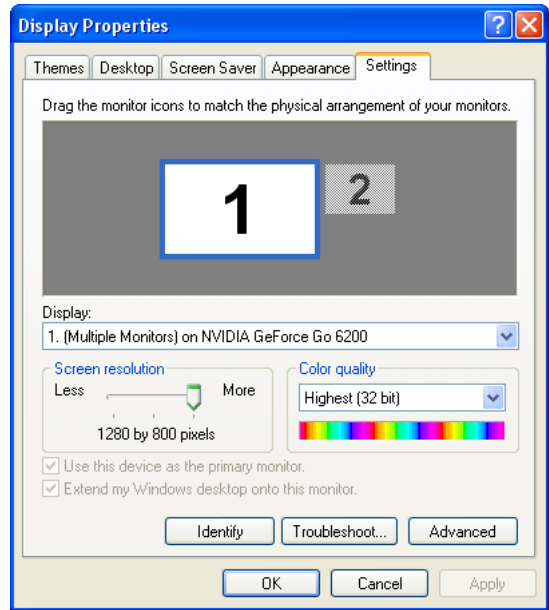 Display Properties
Themes Desktop Screen Saver Appearance Settings
Drag the monitor icons to match the physical arrangement of your monitors.
1 2
Display:
1. (Multiple Monitors) on NVIDIA GeForce Go 6200
Screen resolution
Less More
1280 by 800 pixels
Color quality
Highest (32 bit)
Use this device as the primary monitor.
Extend my Windows desktop onto this monitor.
Identify Troubleshoot... Advanced
OK Cancel Apply